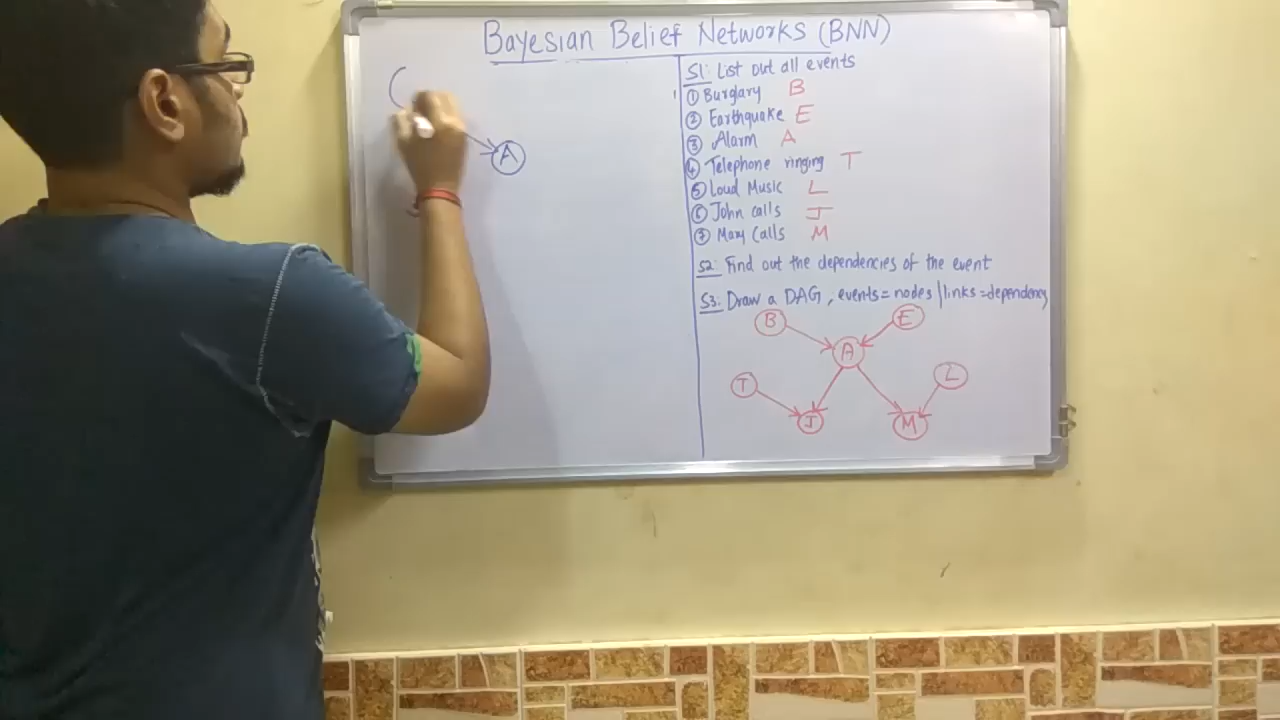 Bayesian Belief Networks (BNN)
A
S1: List out all events
① Burglary B
② Earthquake E
③ Alarm A
④ Telephone ringing T
⑤ Loud Music L
⑥ John calls J
⑦ Mary Calls M
S2: Find out the dependencies of the event
S3: Draw a DAG, events = nodes | links = dependency
B E
A
T L
J M